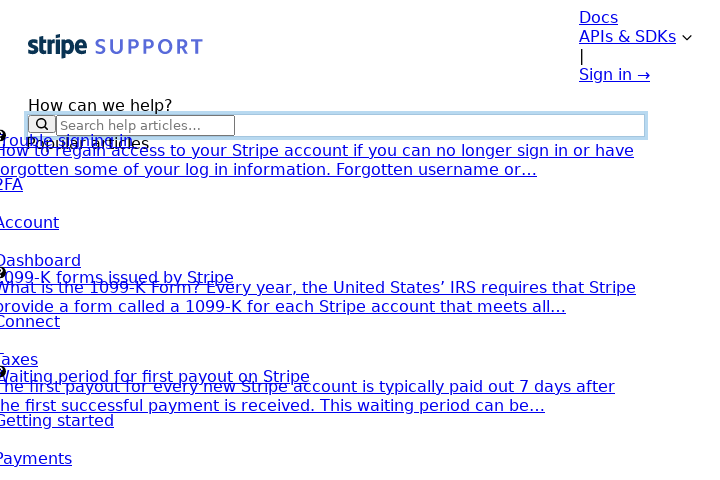 Docs
APIs & SDKs
|
Sign in →
stripe SUPPORT
How can we help?
Search help articles...
Popular articles
Trouble signing in
How to regain access to your Stripe account if you can no longer sign in or have
forgotten some of your log in information. Forgotten username or…
2FA
Account
Dashboard
1099-K forms issued by Stripe
What is the 1099-K Form? Every year, the United States’ IRS requires that Stripe
provide a form called a 1099-K for each Stripe account that meets all…
Connect
Taxes
Waiting period for first payout on Stripe
The first payout for every new Stripe account is typically paid out 7 days after
the first successful payment is received. This waiting period can be…
Getting started
Payments